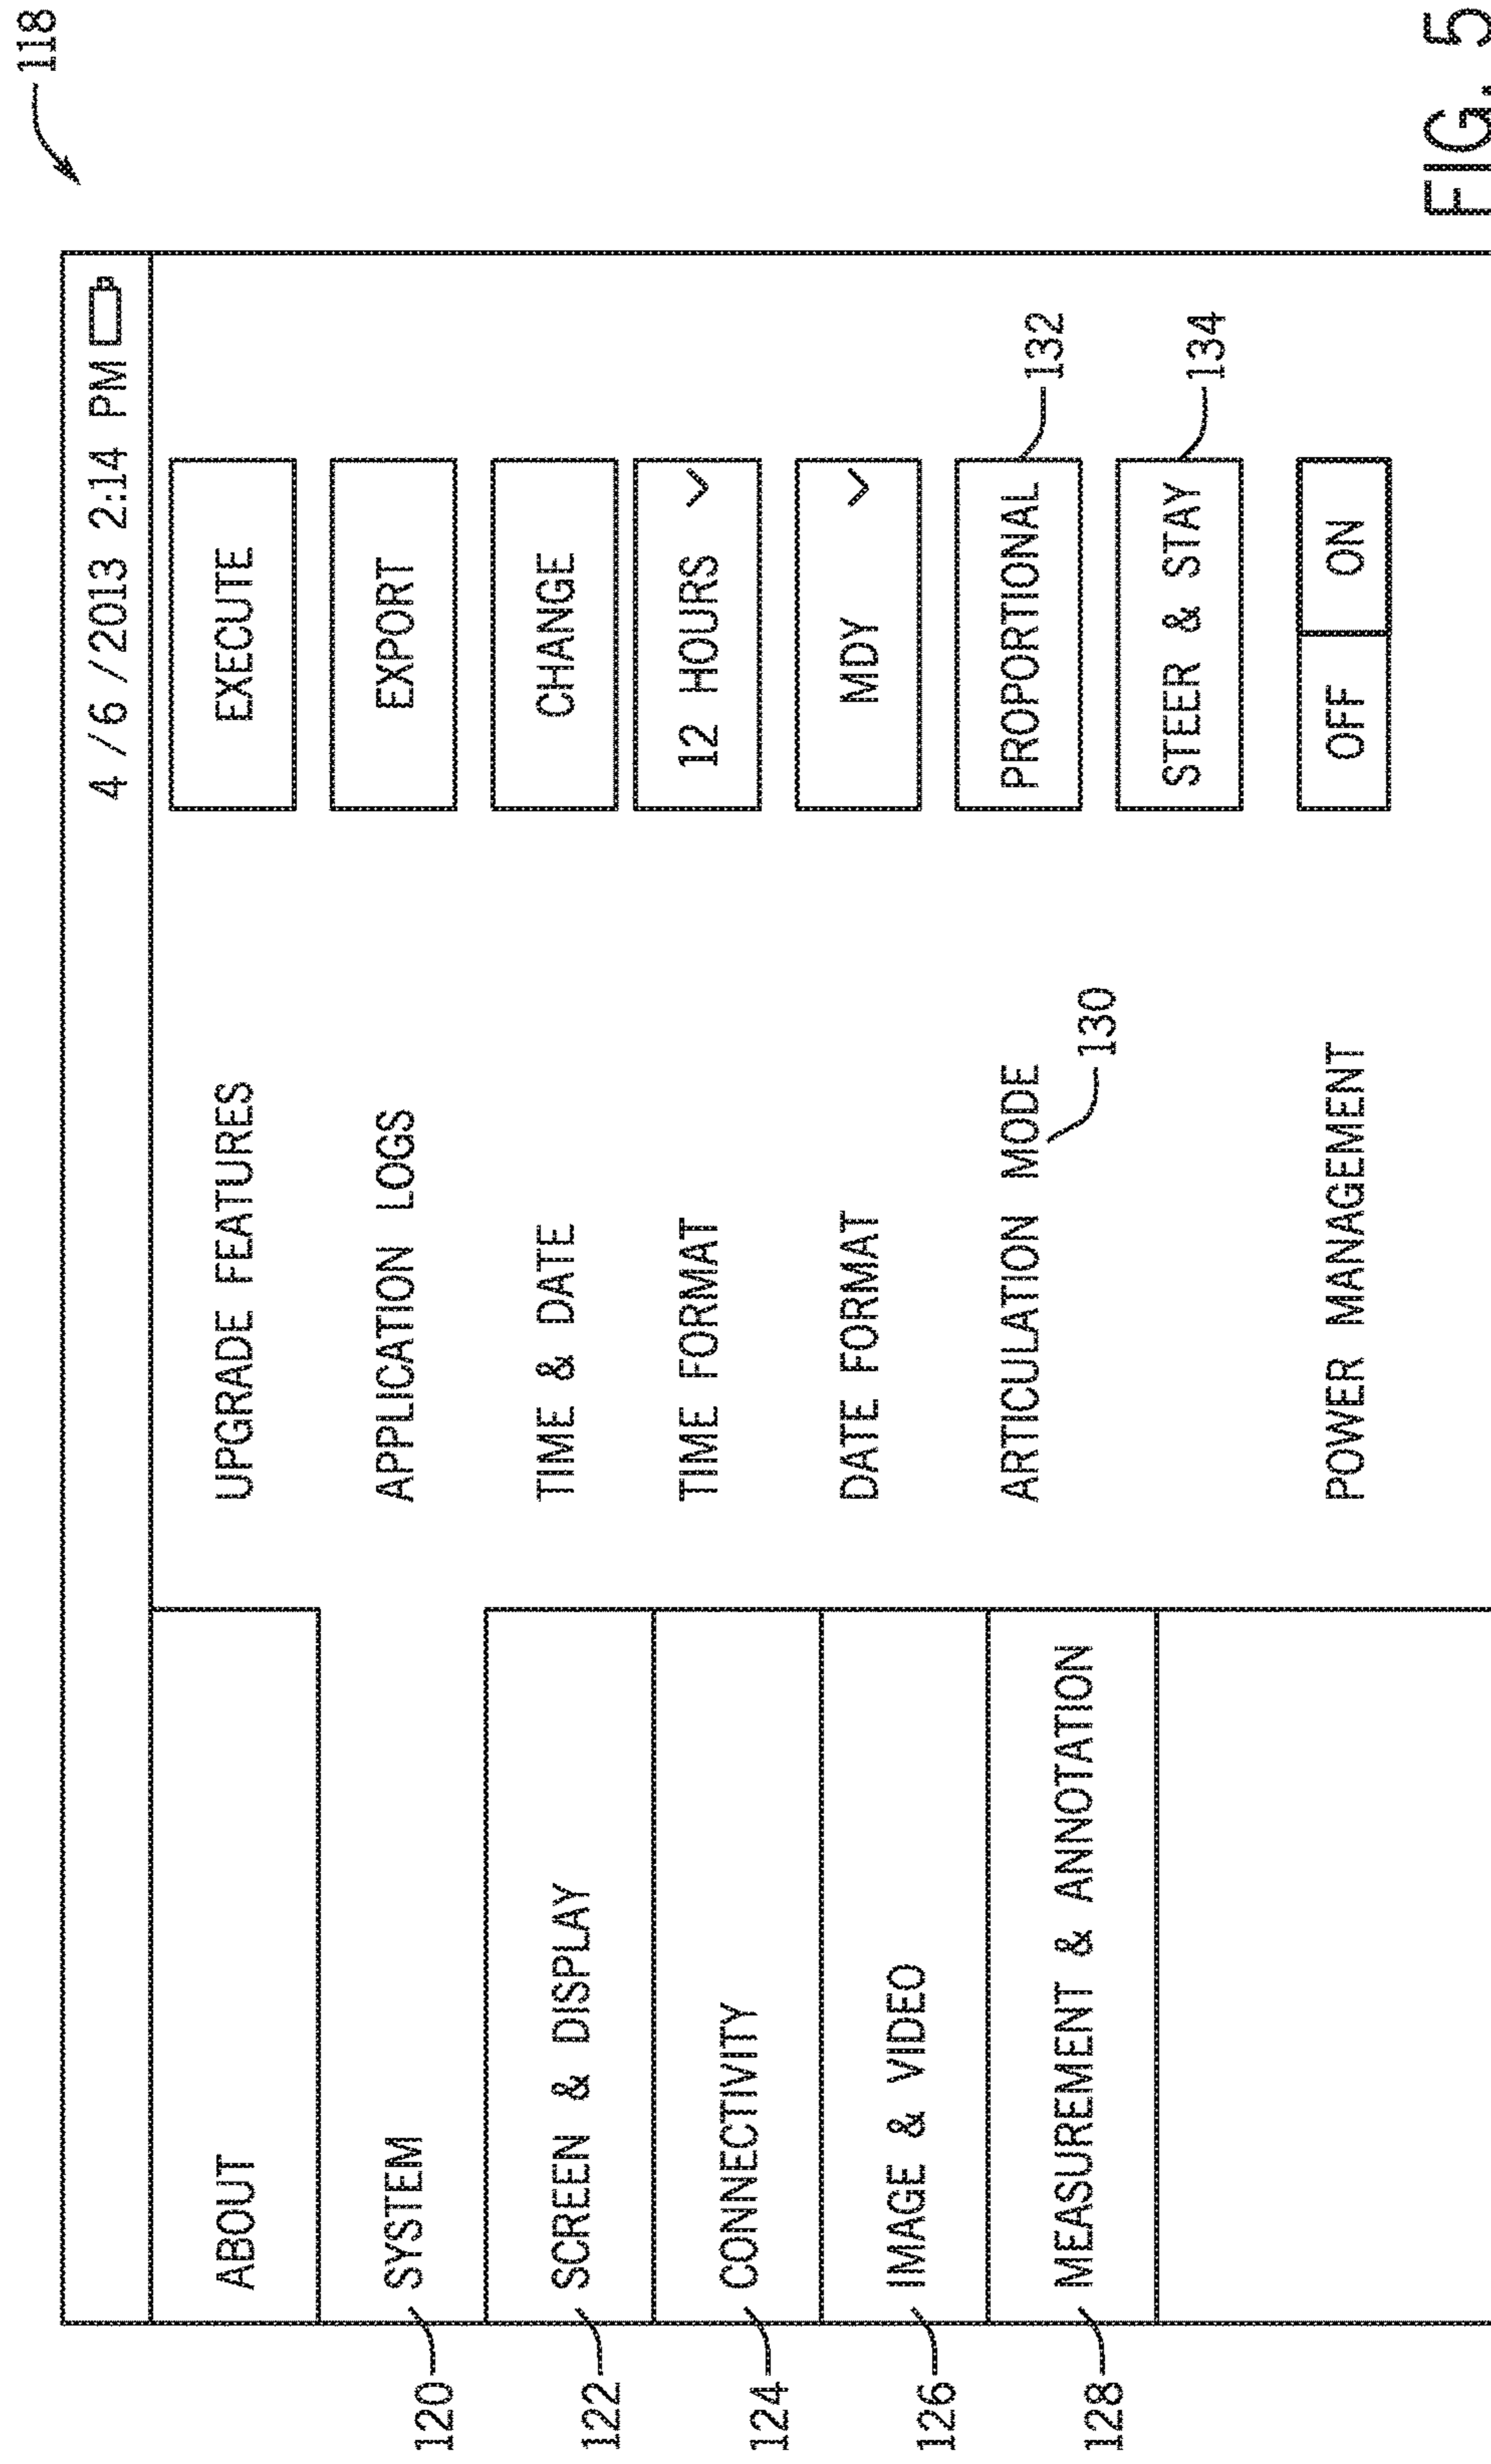 118
4 /6 /2013 2:14 PM
ABOUT
120
SYSTEM
122
SCREEN & DISPLAY
124
CONNECTIVITY
126
IMAGE & VIDEO
128
MEASUREMENT & ANNOTATION
UPGRADE FEATURES
EXECUTE
APPLICATION LOGS
EXPORT
TIME & DATE
CHANGE
TIME FORMAT
12 HOURS
DATE FORMAT
MDY
ARTICULATION MODE
130
PROPORTIONAL
132
STEER & STAY
134
POWER MANAGEMENT
OFF
ON
FIG. 5